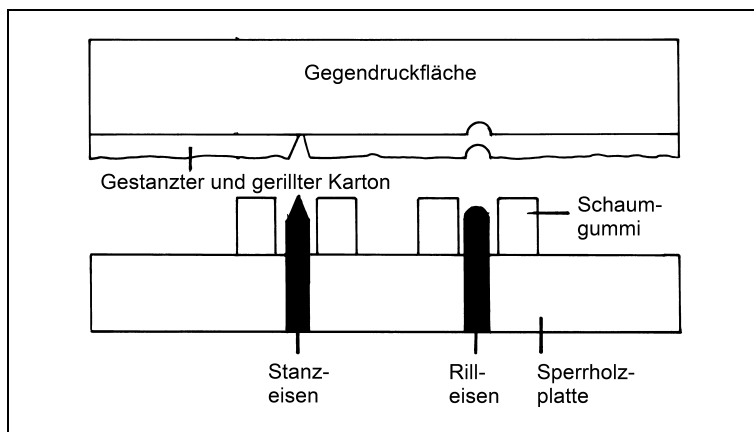 Gegendruckfläche
Gestanzter und gerillter Karton
Schaum-
gummi
Stanz-
eisen
Rill-
eisen
Sperrholz-
platte